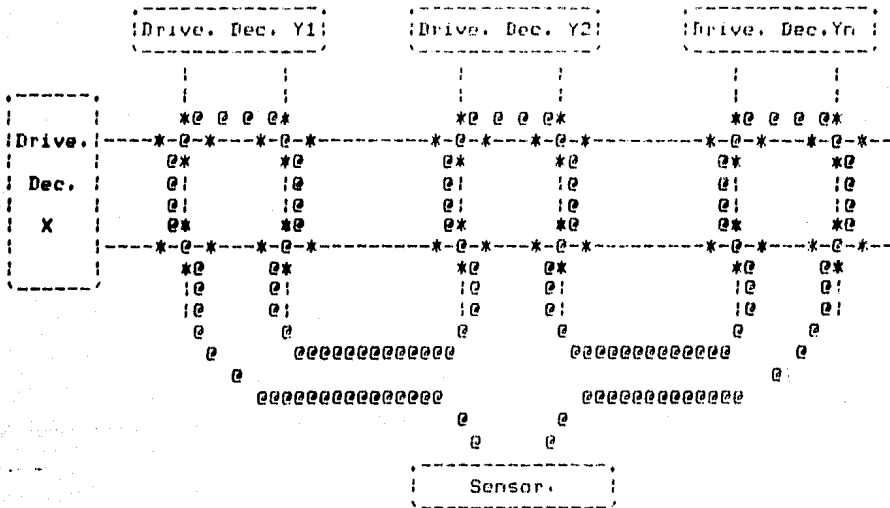 Drive. Dec. Y1
Drive. Dec. Y2
Drive. Dec.Yn
Drive.
Dec.
X
Sensor.